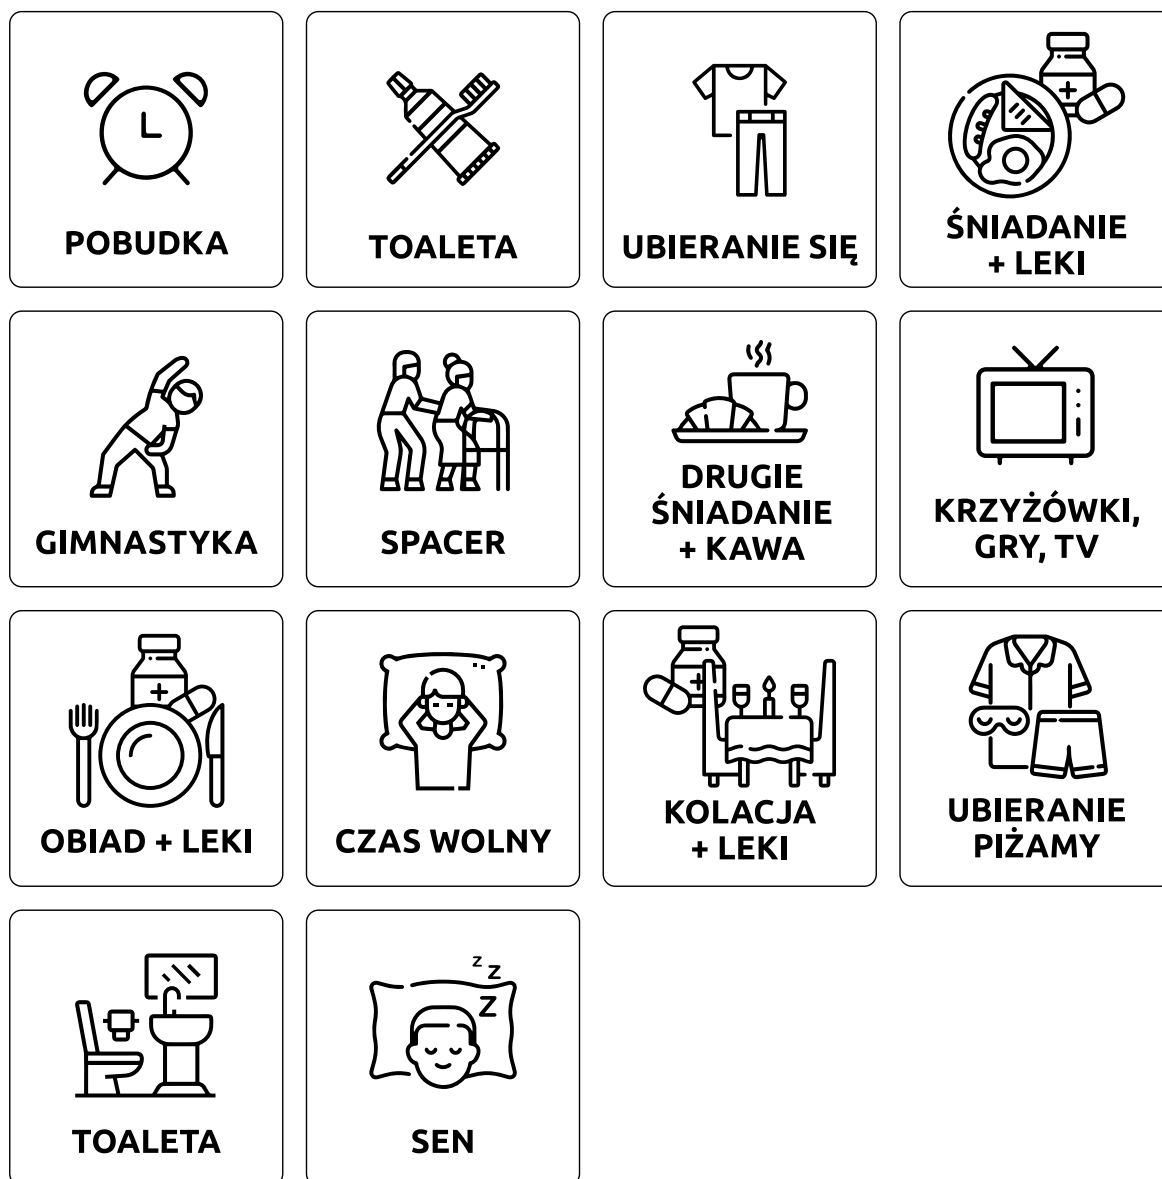 POBUDKA
TOALETA
UBIERANIE SIĘ
ŚNIADANIE
+ LEKI
GIMNASTYKA
SPACER
DRUGIE
ŚNIADANIE
+ KAWA
KRZYŻÓWKI,
GRY, TV
OBIAD + LEKI
CZAS WOLNY
KOLACJA
+ LEKI
UBIERANIE
PIŻAMY
TOALETA
z z
Z
SEN